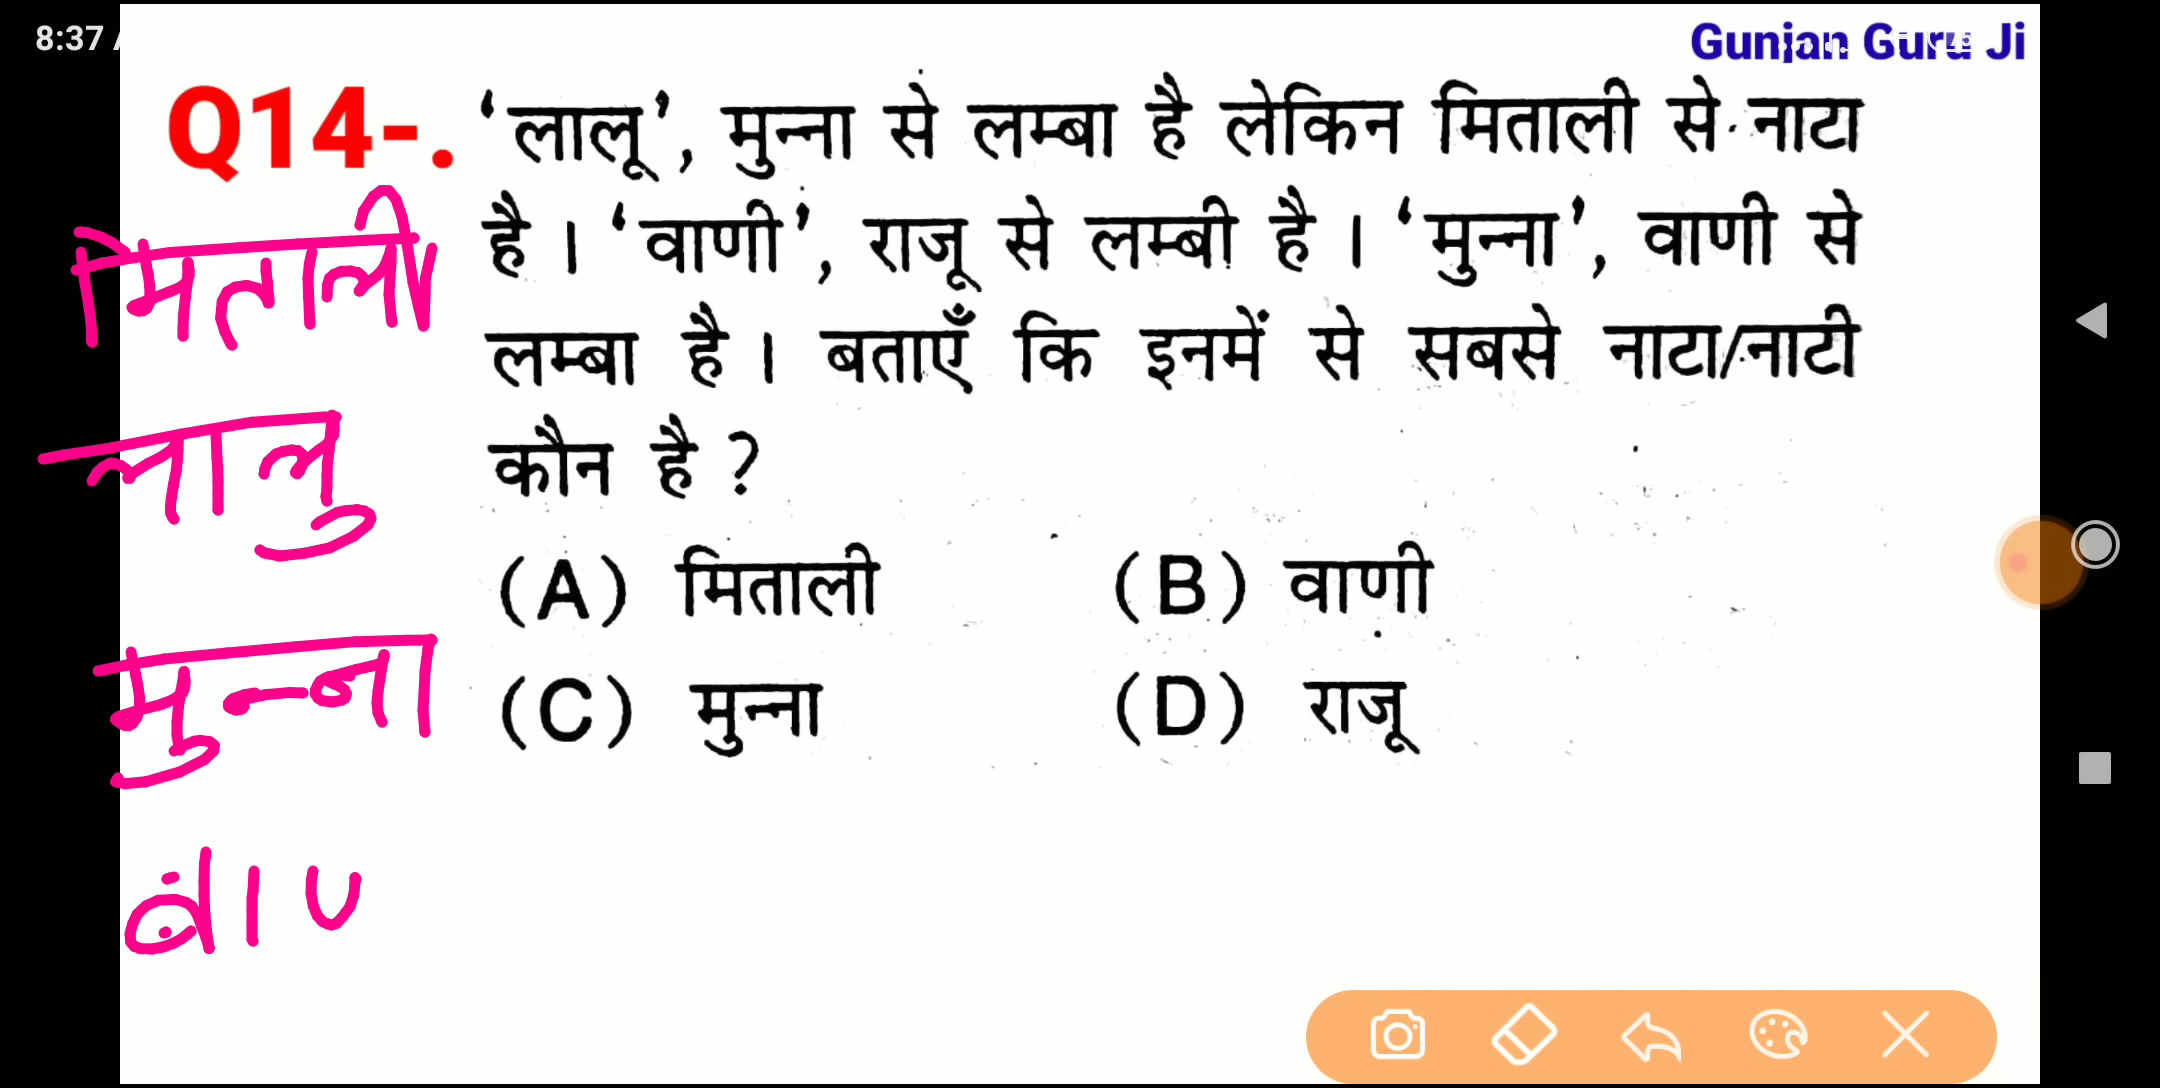 8:37
Gunjan Guru Ji
Q14-. ‘लालू’, मुन्ना से लम्बा है लेकिन मिताली से नाटा
है। ‘वाणी’, राजू से लम्बी है। ‘मुन्ना’, वाणी से
लम्बा है। बताएँ कि इनमें से सबसे नाटा/नाटी
कौन है ?
(A) मिताली (B) वाणी
(C) मुन्ना (D) राजू
मिताली
लालु
मुन्ना